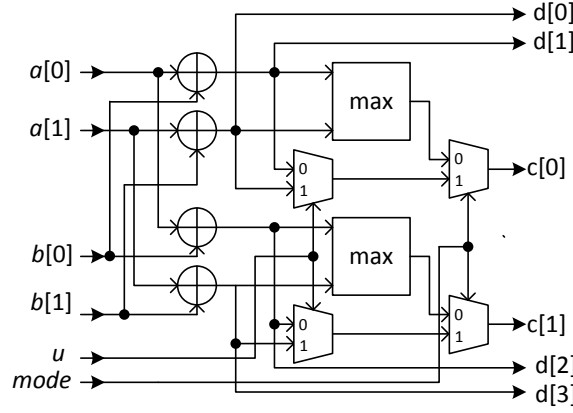 d[0]
d[1]
a[0]
max
a[1]
0
1
0
1
c[0]
b[0]
max
b[1]
0
1
0
1
c[1]
u
d[2]
mode
d[3]